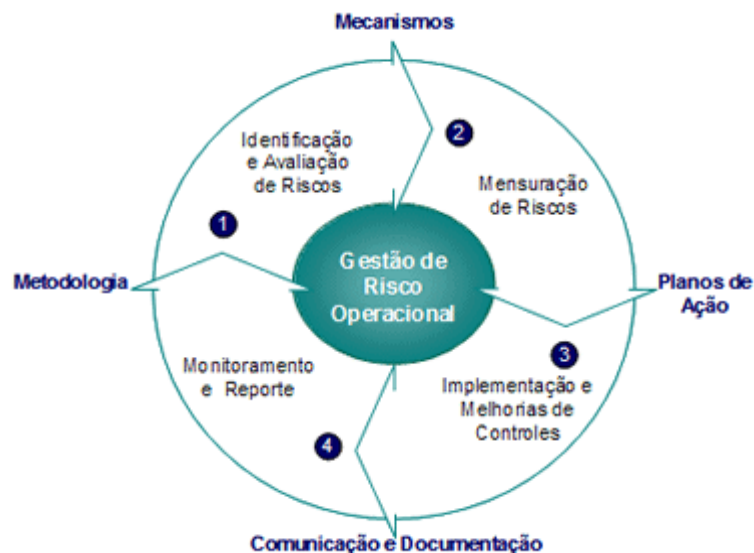 Mecanismos
Identificação
e Avaliação
de Riscos
2
Mensuração
de Riscos
1
Metodologia
Gestão de
Risco
Operacional
Planos de
Ação
Monitoramento
e Reporte
3
Implementação e
Melhorias de
Controles
4
Comunicação e Documentação